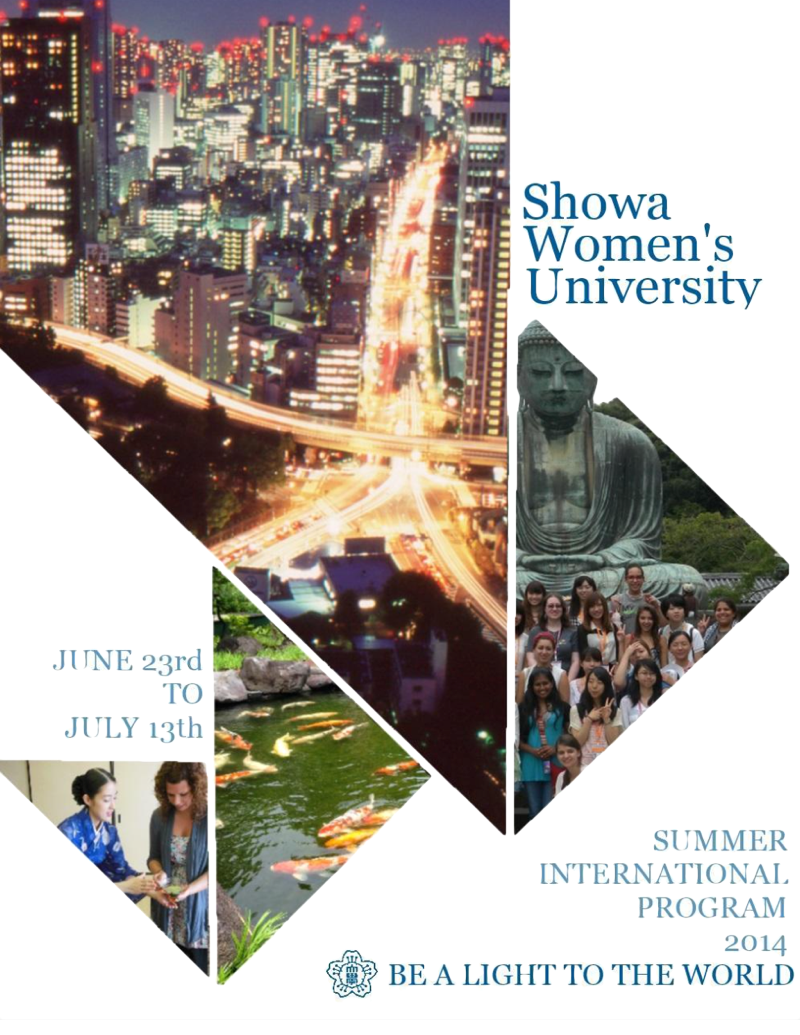 Showa
Women's
University
JUNE 23rd
TO
JULY 13th
SUMMER
INTERNATIONAL
PROGRAM
2014
BE A LIGHT TO THE WORLD